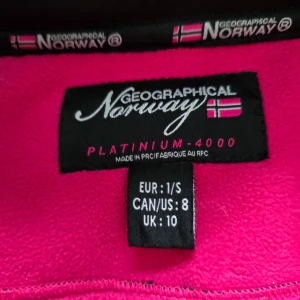 GEOGRAPHICAL
NORWAY®
GEOGRAPHICAL
NORWAY®
GEOGRAPHICAL
Norway
PLATINIUM-4000
MADE IN PRC/FABRIQUE AU RPC
EUR : 1/S
CAN/US : 8
UK : 10